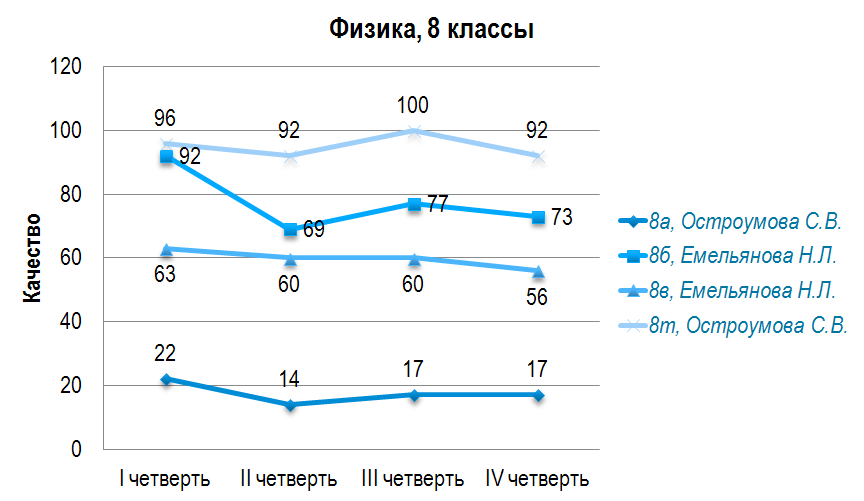 Физика, 8 классы
Качество
120
100
80
60
40
20
0
96
92
100
92
92
69
77
73
63
60
60
56
22
14
17
17
I четверть
II четверть
III четверть
IV четверть
8а, Остроумова С.В.
8б, Емельянова Н.Л.
8в, Емельянова Н.Л.
8т, Остроумова С.В.